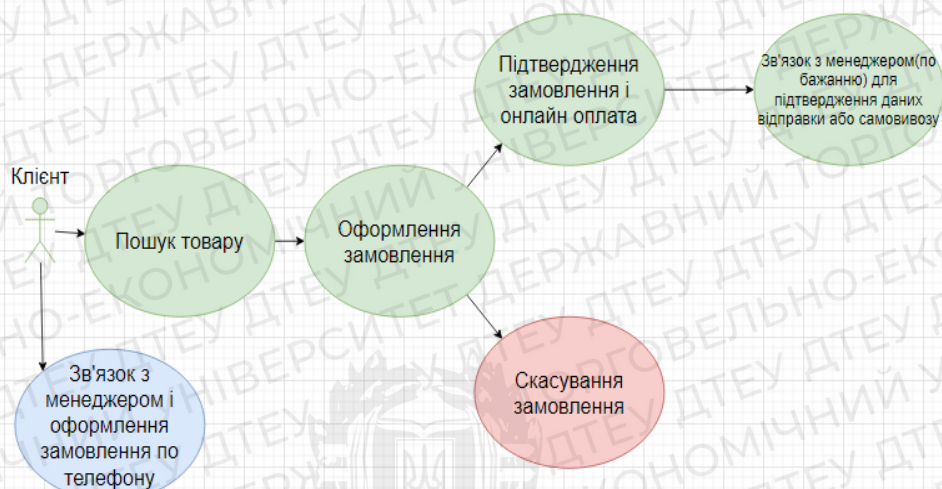 Клієнт
Пошук товару
Оформлення
замовлення
Підтвердження
замовлення і
онлайн оплата
Зв'язок з менеджером(по
бажанню) для
підтвердження даних
відправки або самовивозу
Скасування
замовлення
Зв'язок з
менеджером і
оформлення
замовлення по
телефону